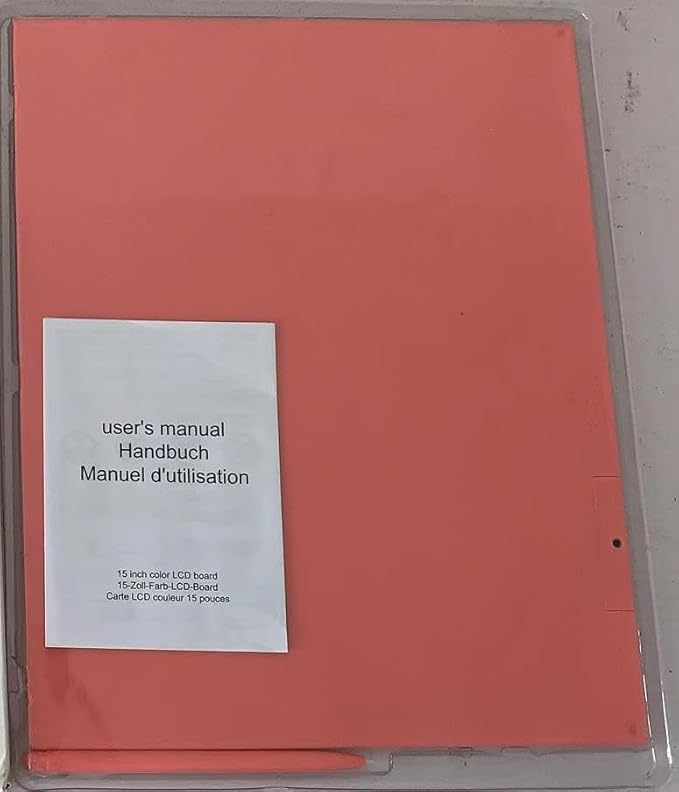 user's manual
Handbuch
Manuel d'utilisation
15 inch color LCD board
15-Zoll-Farb-LCD-Board
Carte LCD couleur 15 pouces